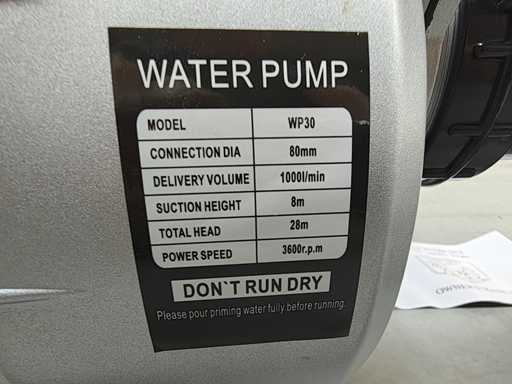 WATER PUMP
MODEL WP30
CONNECTION DIA 80mm
DELIVERY VOLUME 1000l/min
SUCTION HEIGHT 8m
TOTAL HEAD 28m
POWER SPEED 3600r.p.m
DON`T RUN DRY
Please pour priming water fully before running.